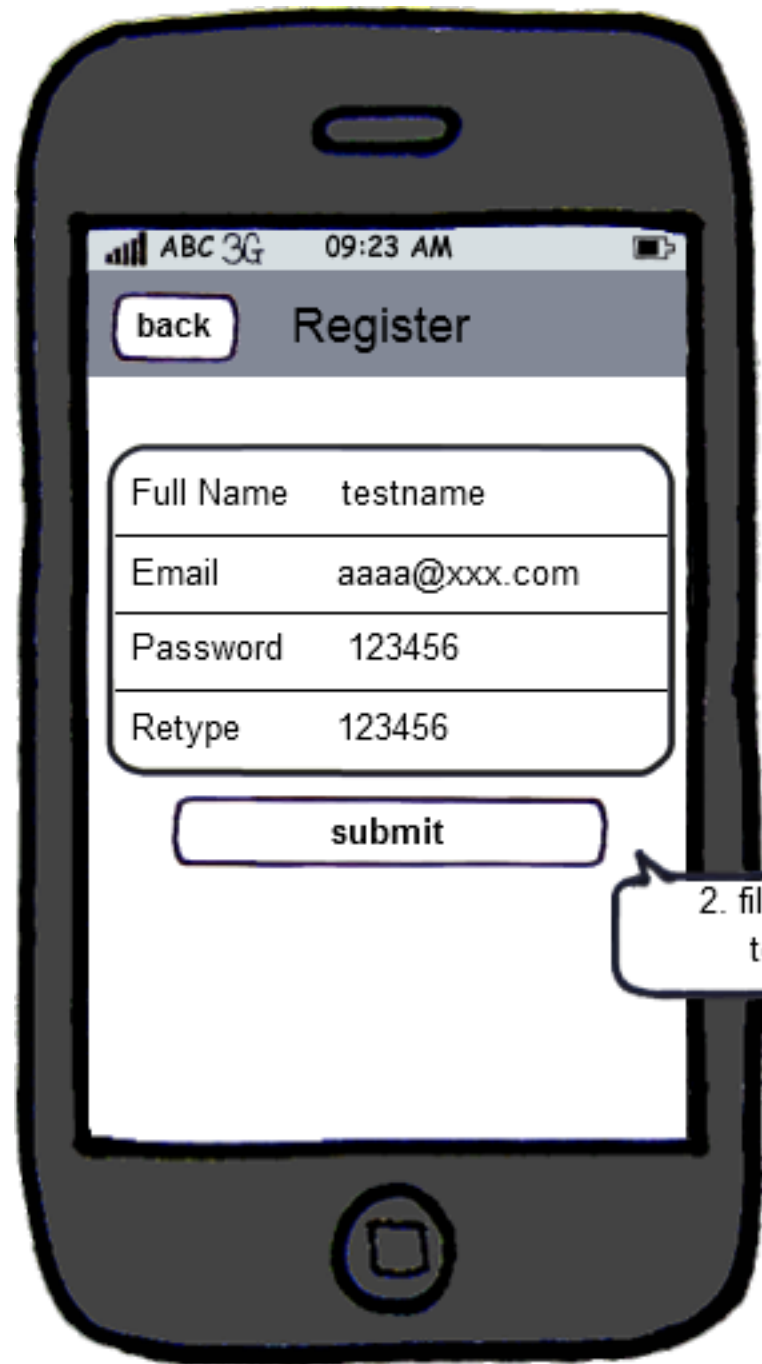 ABC 3G 09:23 AM
back Register
Full Name testname
Email aaaa@xxx.com
Password 123456
Retype 123456
submit
2.